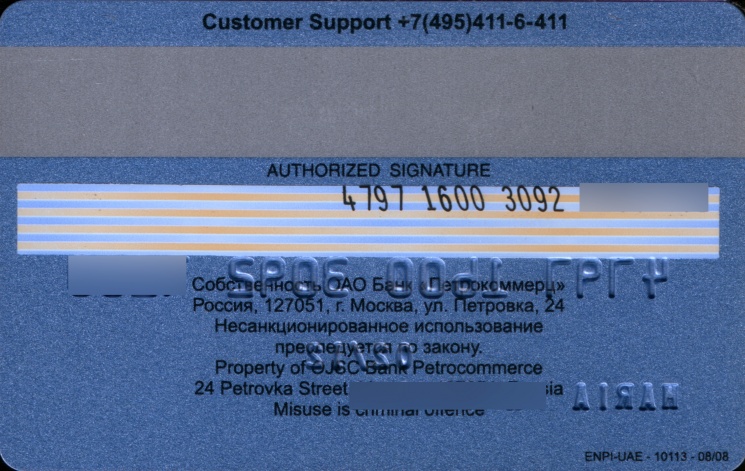 Customer Support +7(495)411-6-411
AUTHORIZED SIGNATURE
4797 1600 3092
Собственность ОАО Банк «Петрокоммерц»
Россия, 127051, г. Москва, ул. Петровка, 24
Несанкционированное использование
преследуется по закону.
Property of OJSC Bank Petrocommerce
24 Petrovka Street
Misuse is criminal offence
ENPI-UAE - 10113 - 08/08